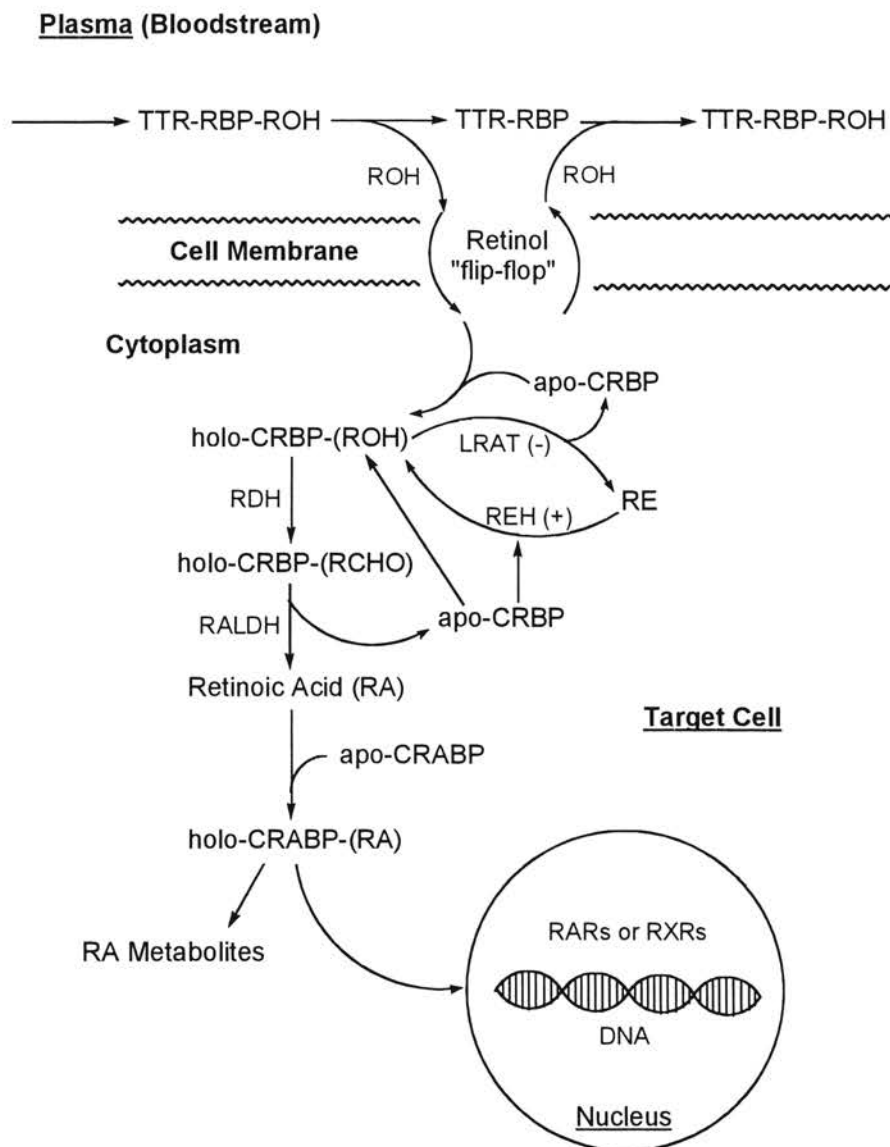 Plasma (Bloodstream)
TTR-RBP-ROH TTR-RBP TTR-RBP-ROH
ROH ROH
Cell Membrane
Retinol
"flip-flop"
Cytoplasm
apo-CRBP
holo-CRBP-(ROH)
LRAT (-)
RE
RDH
REH (+)
holo-CRBP-(RCHO)
apo-CRBP
RALDH
Retinoic Acid (RA)
Target Cell
apo-CRABP
holo-CRABP-(RA)
RARs or RXRs
RA Metabolites
DNA
Nucleus